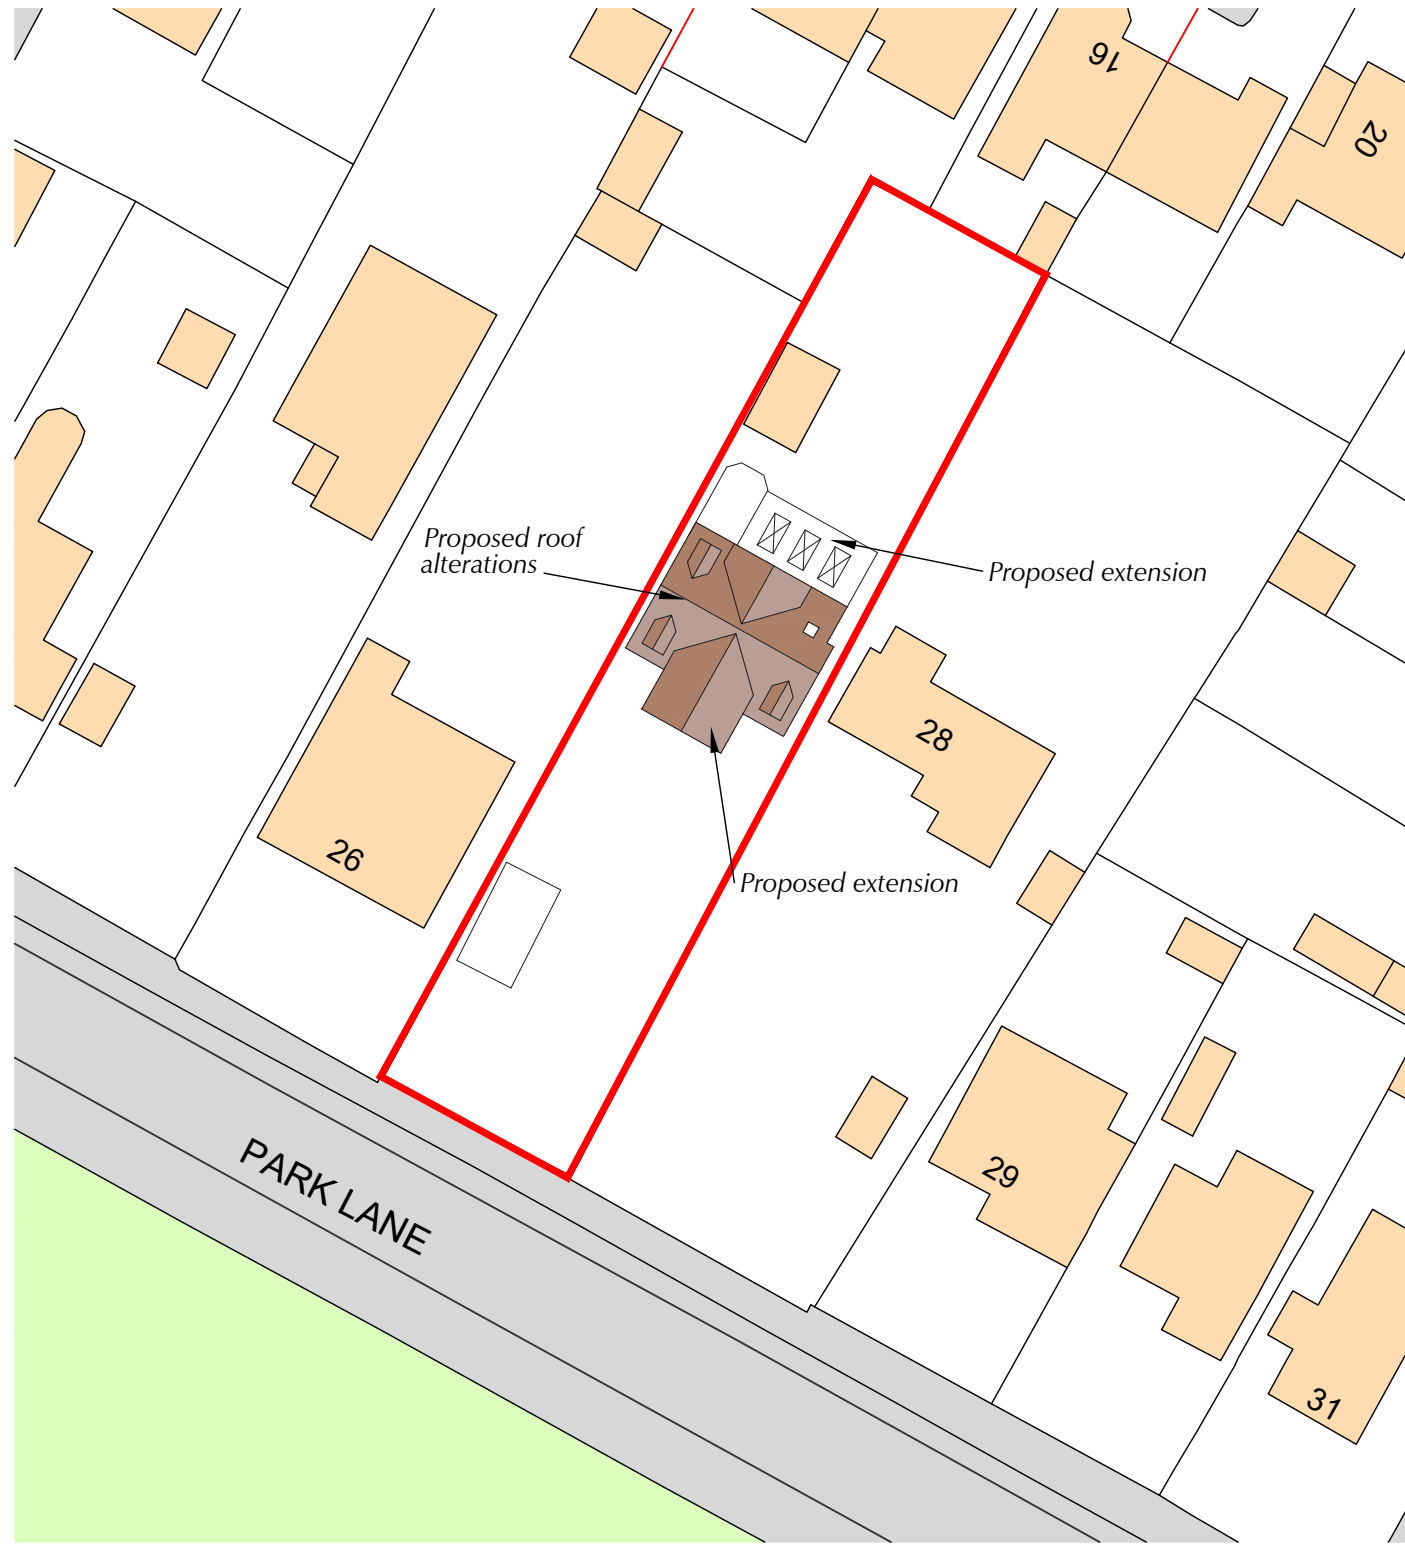 16
20
Proposed roof
alterations
Proposed extension
28
26
Proposed extension
29
PARK LANE
31